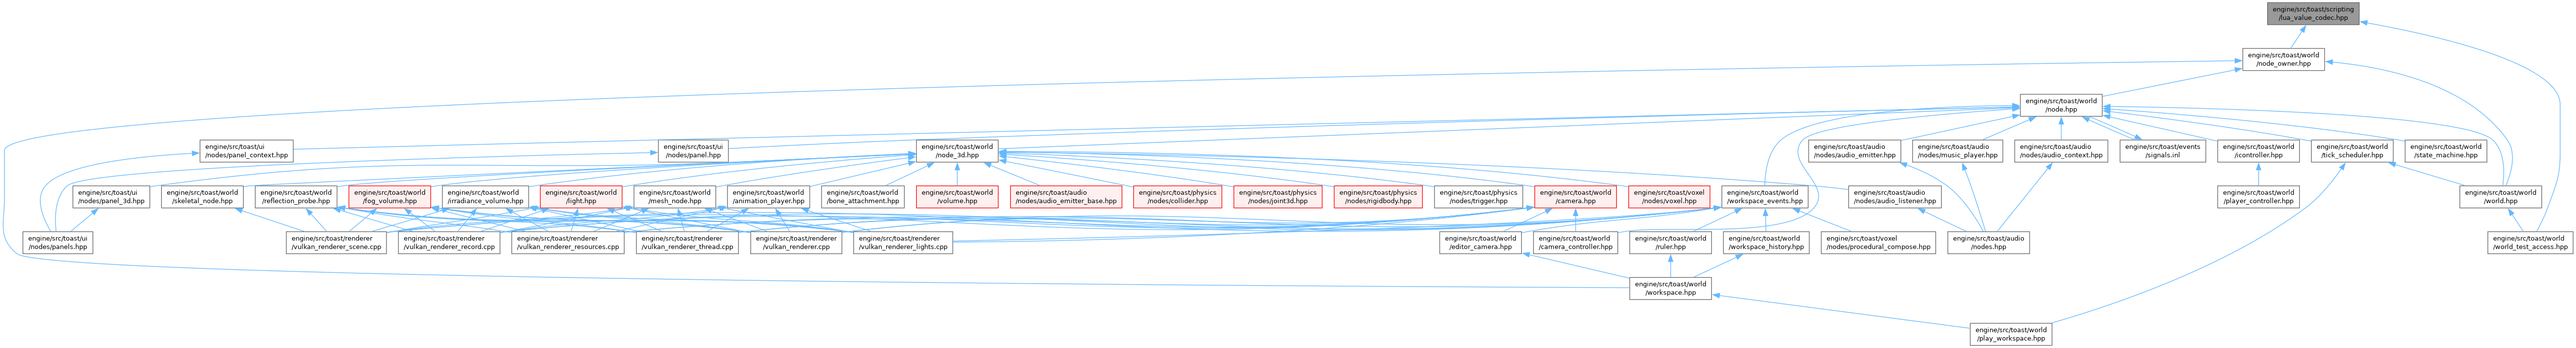 engine/src/toast/scripting
/lua_value_codec.hpp
engine/src/toast/world
/node_owner.hpp
engine/src/toast/world
/node.hpp
engine/src/toast/ui
/nodes/panel_context.hpp
engine/src/toast/ui
/nodes/panel.hpp
engine/src/toast/world
/node_3d.hpp
engine/src/toast/audio
/nodes/audio_emitter.hpp
engine/src/toast/audio
/nodes/music_player.hpp
engine/src/toast/audio
/nodes/audio_context.hpp
engine/src/toast/events
/signals.inl
engine/src/toast/world
/icontroller.hpp
engine/src/toast/world
/tick_scheduler.hpp
engine/src/toast/world
/state_machine.hpp
engine/src/toast/ui
/nodes/panel_3d.hpp
engine/src/toast/world
/skeletal_node.hpp
engine/src/toast/world
/reflection_probe.hpp
engine/src/toast/world
/fog_volume.hpp
engine/src/toast/world
/irradiance_volume.hpp
engine/src/toast/world
/light.hpp
engine/src/toast/world
/mesh_node.hpp
engine/src/toast/world
/animation_player.hpp
engine/src/toast/world
/bone_attachment.hpp
engine/src/toast/world
/volume.hpp
engine/src/toast/audio
/nodes/audio_emitter_base.hpp
engine/src/toast/physics
/nodes/collider.hpp
engine/src/toast/physics
/nodes/joint3d.hpp
engine/src/toast/physics
/nodes/rigidbody.hpp
engine/src/toast/physics
/nodes/trigger.hpp
engine/src/toast/world
/camera.hpp
engine/src/toast/voxel
/nodes/voxel.hpp
engine/src/toast/world
/workspace_events.hpp
engine/src/toast/audio
/nodes/audio_listener.hpp
engine/src/toast/world
/player_controller.hpp
engine/src/toast/world
/world.hpp
engine/src/toast/ui
/nodes/panels.hpp
engine/src/toast/renderer
/vulkan_renderer_scene.cpp
engine/src/toast/renderer
/vulkan_renderer_record.cpp
engine/src/toast/renderer
/vulkan_renderer_resources.cpp
engine/src/toast/renderer
/vulkan_renderer_thread.cpp
engine/src/toast/renderer
/vulkan_renderer.cpp
engine/src/toast/renderer
/vulkan_renderer_lights.cpp
engine/src/toast/world
/editor_camera.hpp
engine/src/toast/world
/camera_controller.hpp
engine/src/toast/world
/ruler.hpp
engine/src/toast/world
/workspace_history.hpp
engine/src/toast/voxel
/nodes/procedural_compose.hpp
engine/src/toast/audio
/nodes.hpp
engine/src/toast/world
/world_test_access.hpp
engine/src/toast/world
/workspace.hpp
engine/src/toast/world
/play_workspace.hpp